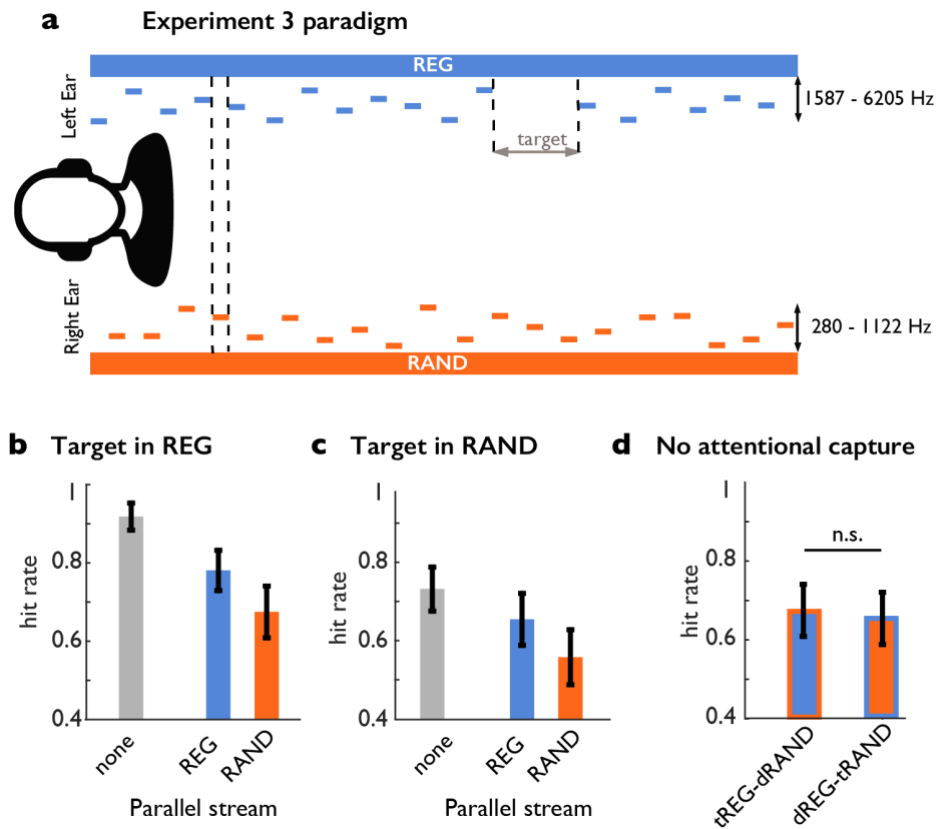 a Experiment 3 paradigm
REG
Left Ear
1587 - 6205 Hz
target
Right Ear
280 - 1122 Hz
RAND
b Target in REG
c Target in RAND
d No attentional capture
1
0.8
0.6
0.4
hit rate
none
REG
RAND
Parallel stream
1
0.8
0.6
0.4
hit rate
none
REG
RAND
Parallel stream
1
0.8
0.6
0.4
hit rate
n.s.
tREG-dRAND
dREG-tRAND